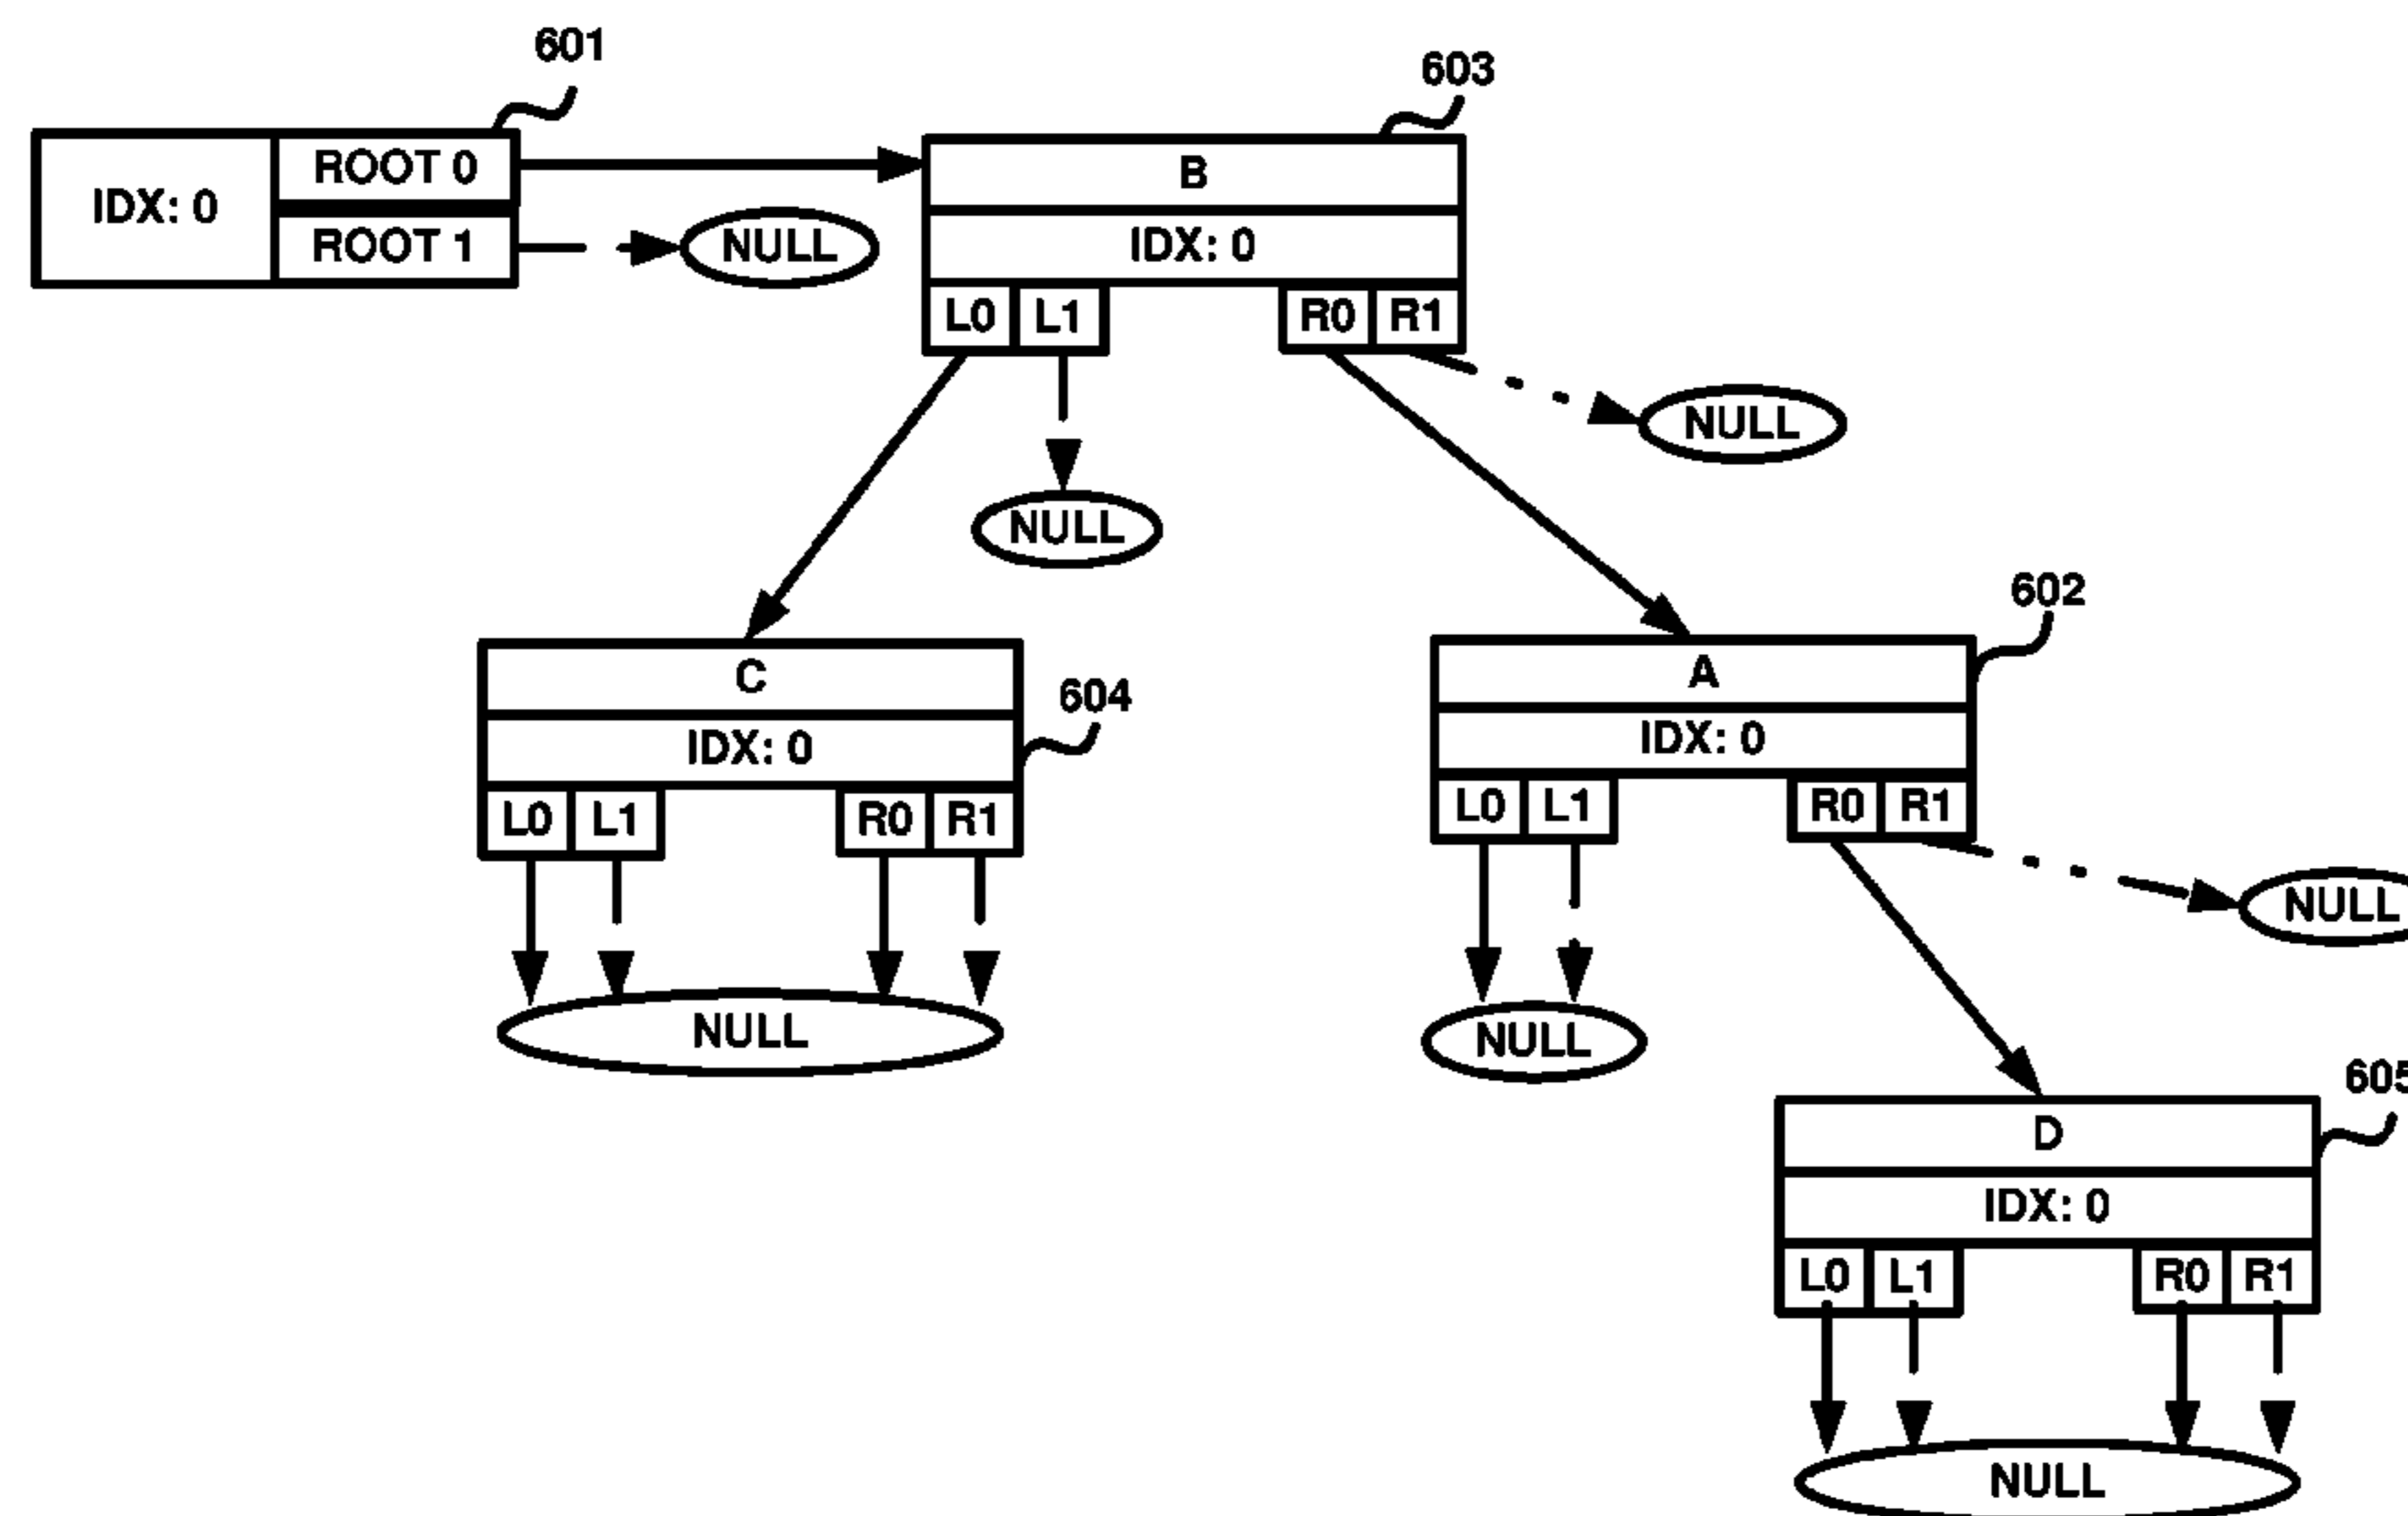 601
603
ROOT 0
IDX: 0
ROOT 1
NULL
B
IDX: 0
L0 L1 R0 R1
NULL
NULL
602
604
C
IDX: 0
L0 L1 R0 R1
NULL
A
IDX: 0
L0 L1 R0 R1
NULL
NULL
605
D
IDX: 0
L0 L1 R0 R1
NULL